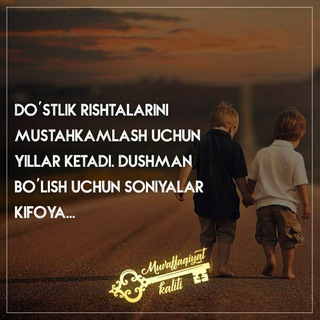 DO'STLIK RISHTALARINI
MUSTAHKAMLASH UCHUN
YILLAR KETADI. DUSHMAN
BO'LISH UCHUN SONIYALAR
KIFOYA...
Muvaffaqiyat
kaliti